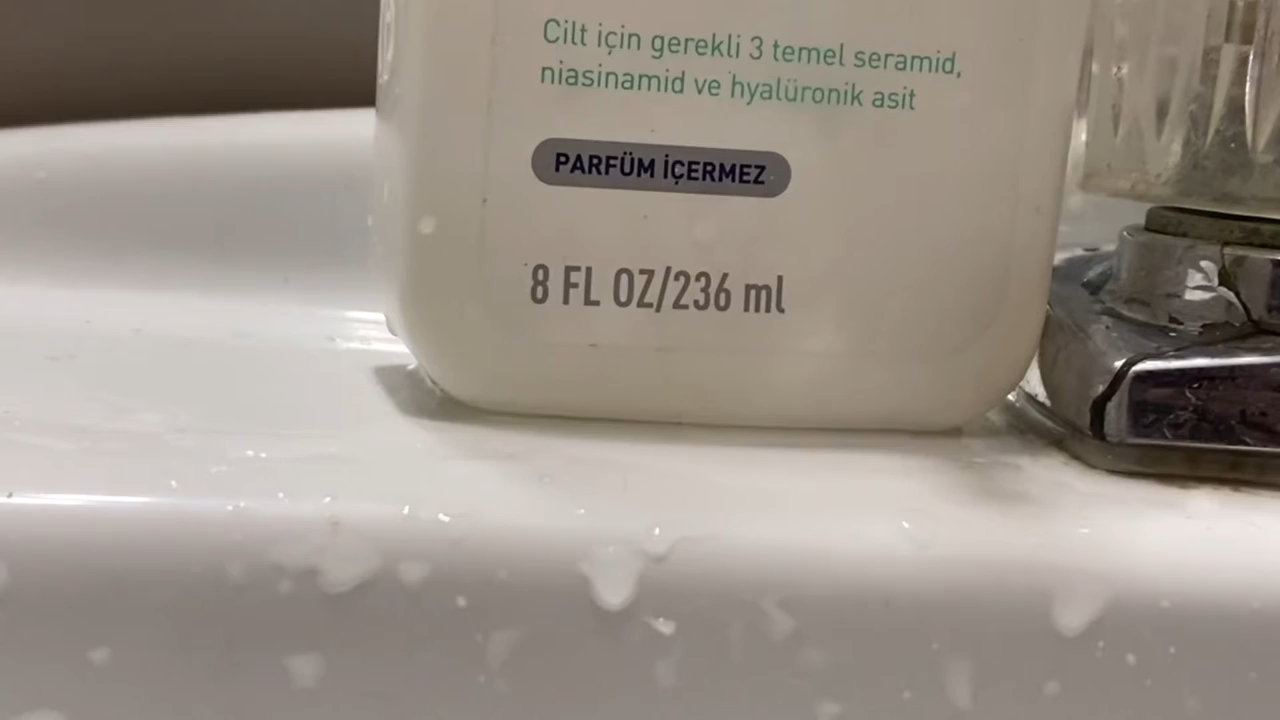 Cilt için gerekli 3 temel seramid,
niasinamid ve hyalüronik asit
PARFÜM İÇERMEZ
8 FL OZ/236 ml